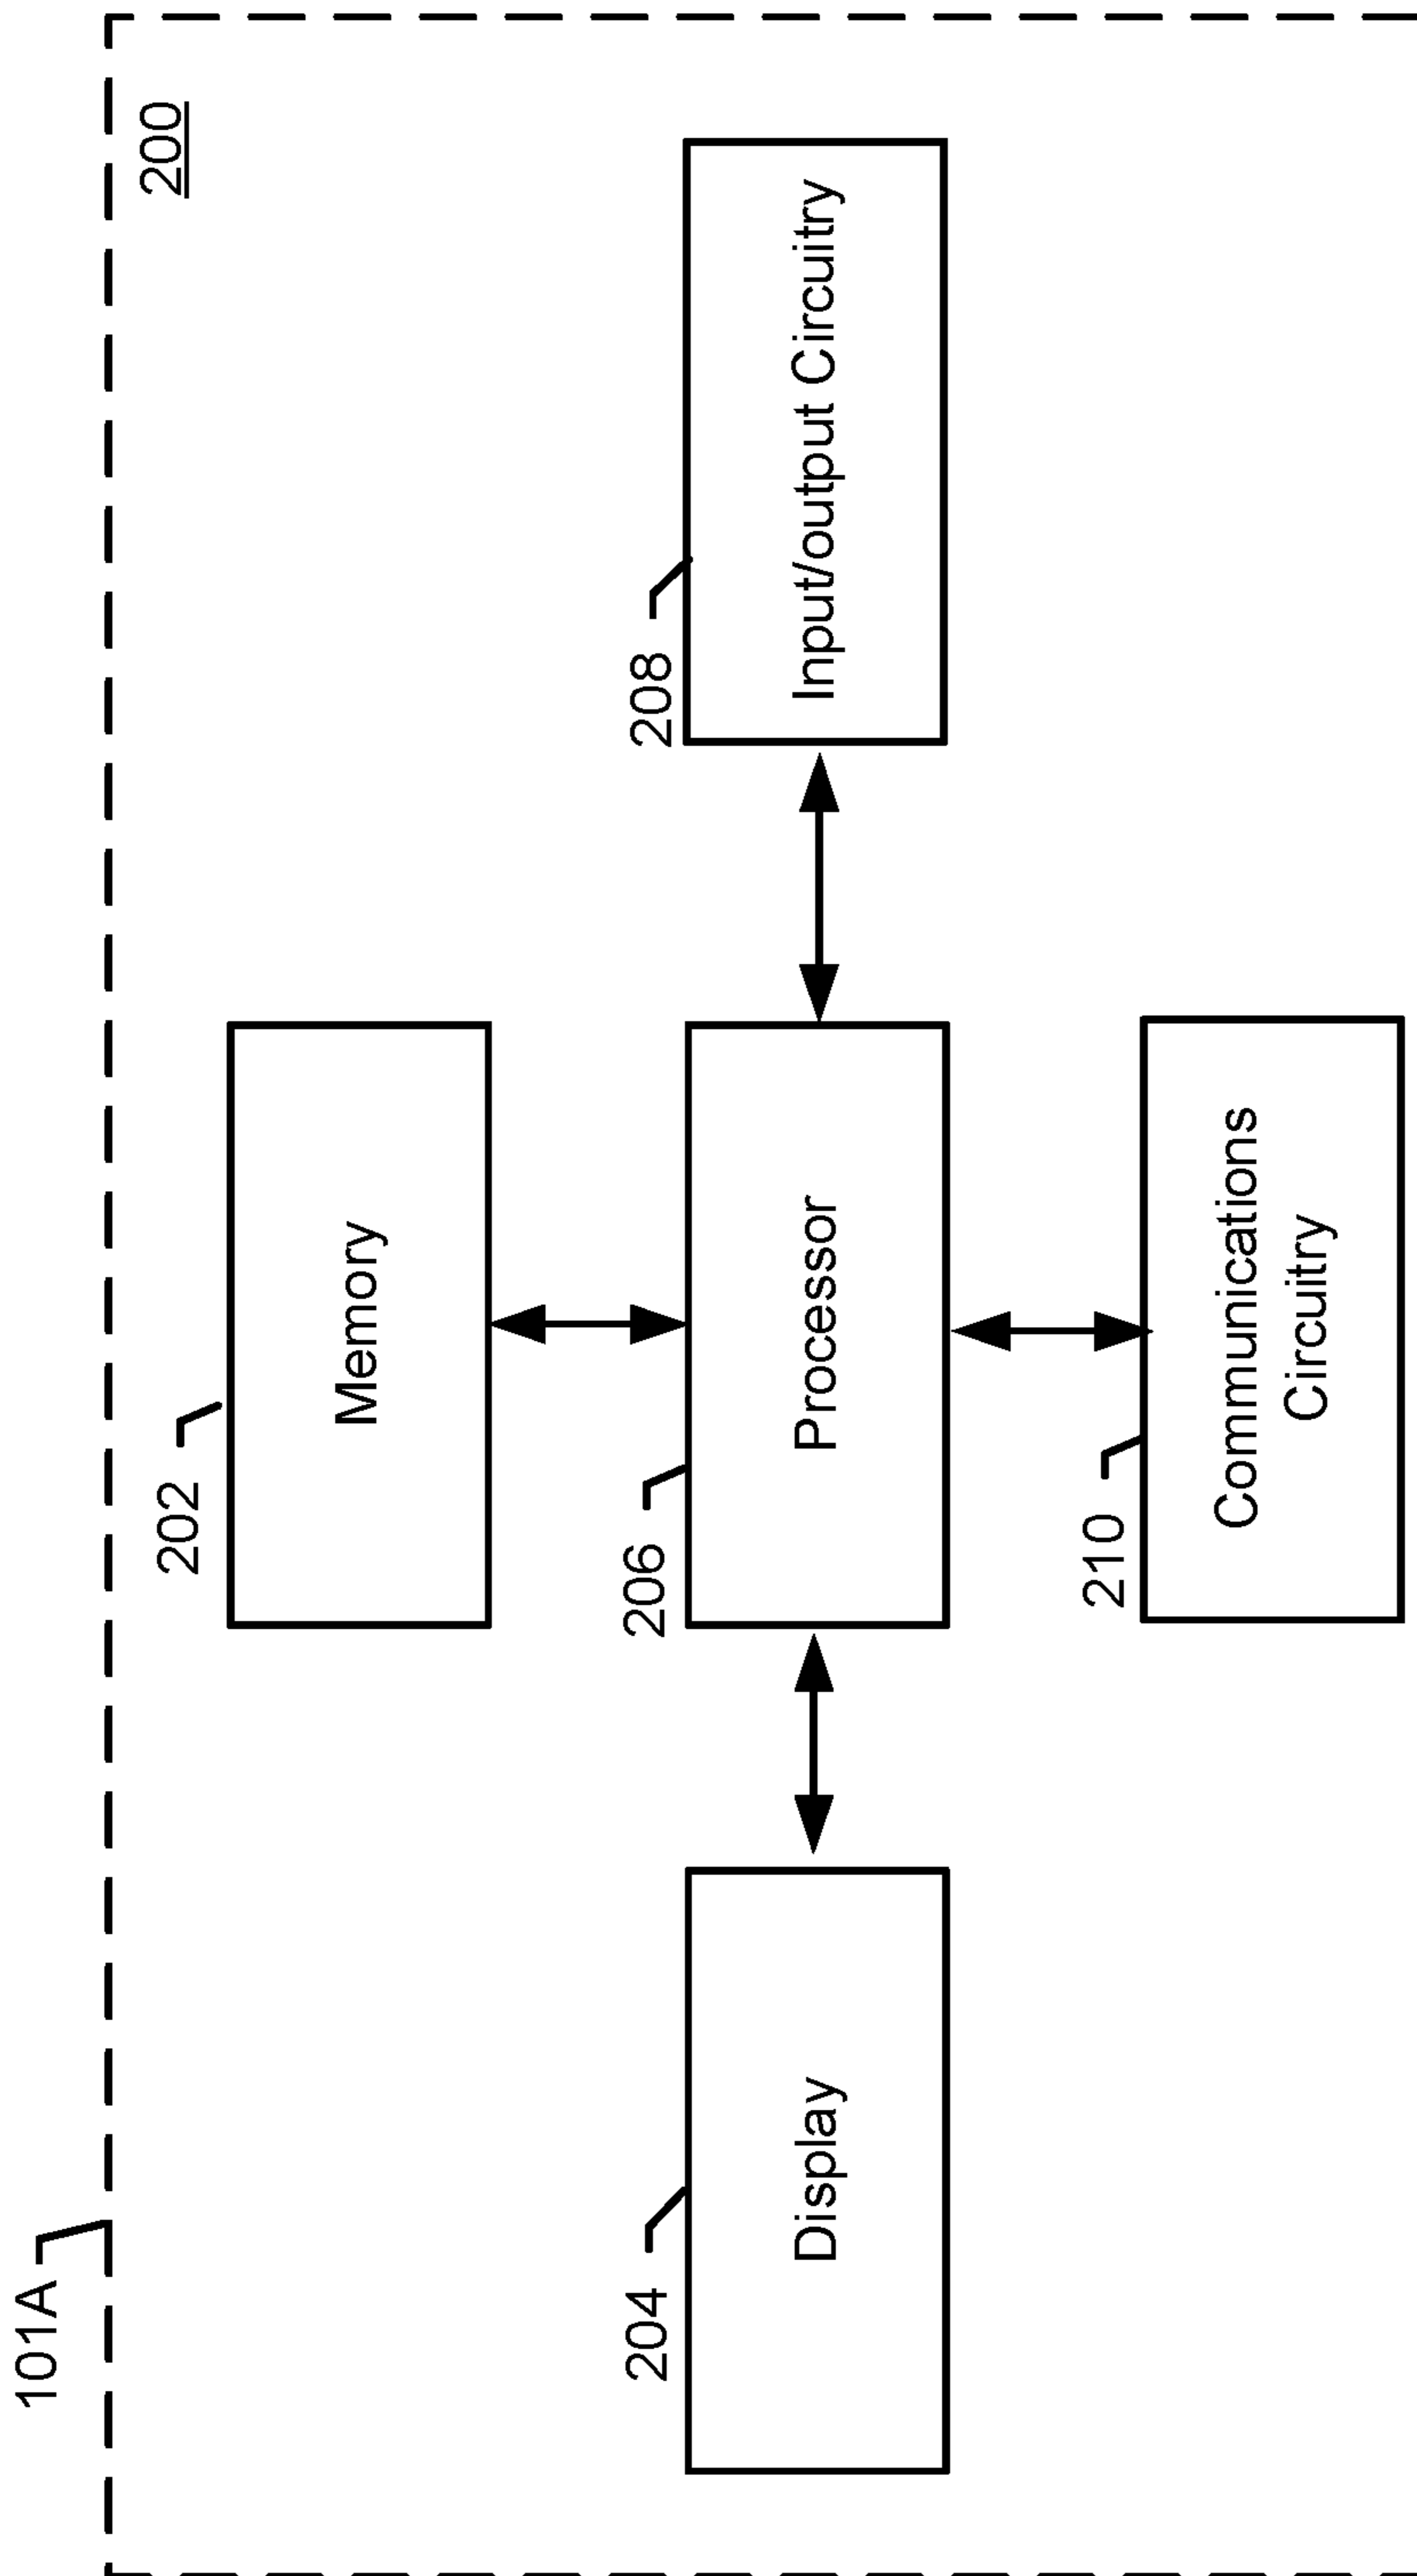 101A
200
202
Memory
204
Display
206
Processor
208
Input/output Circuitry
210
Communications
Circuitry